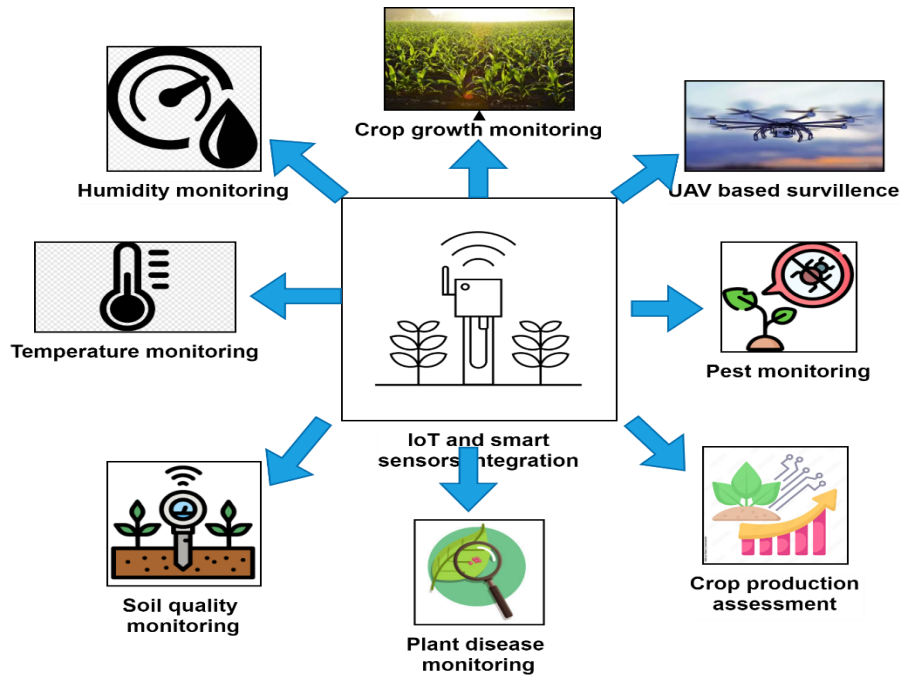 Crop growth monitoring
Humidity monitoring
UAV based survillence
Temperature monitoring
Pest monitoring
IoT and smart
sensors integration
Soil quality
monitoring
Crop production
assessment
Plant disease
monitoring